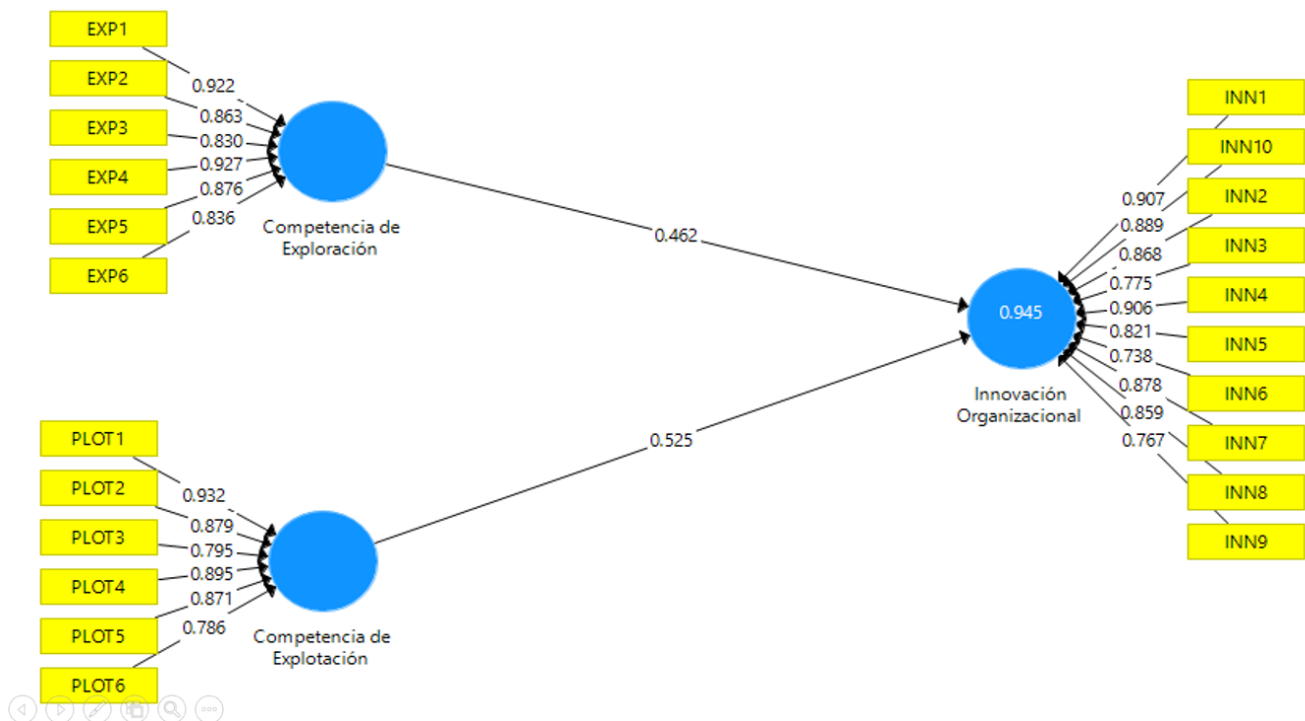 EXP1
EXP2
EXP3
EXP4
EXP5
EXP6
0.922
0.863
0.830
0.927
0.876
0.836
Competencia de
Exploración
0.462
PLOT1
PLOT2
PLOT3
PLOT4
PLOT5
PLOT6
0.932
0.879
0.795
0.895
0.871
0.786
Competencia de
Explotación
0.525
0.945
Innovación
Organizacional
0.907
0.889
0.868
0.775
0.906
0.821
0.738
0.878
0.859
0.767
INN1
INN10
INN2
INN3
INN4
INN5
INN6
INN7
INN8
INN9